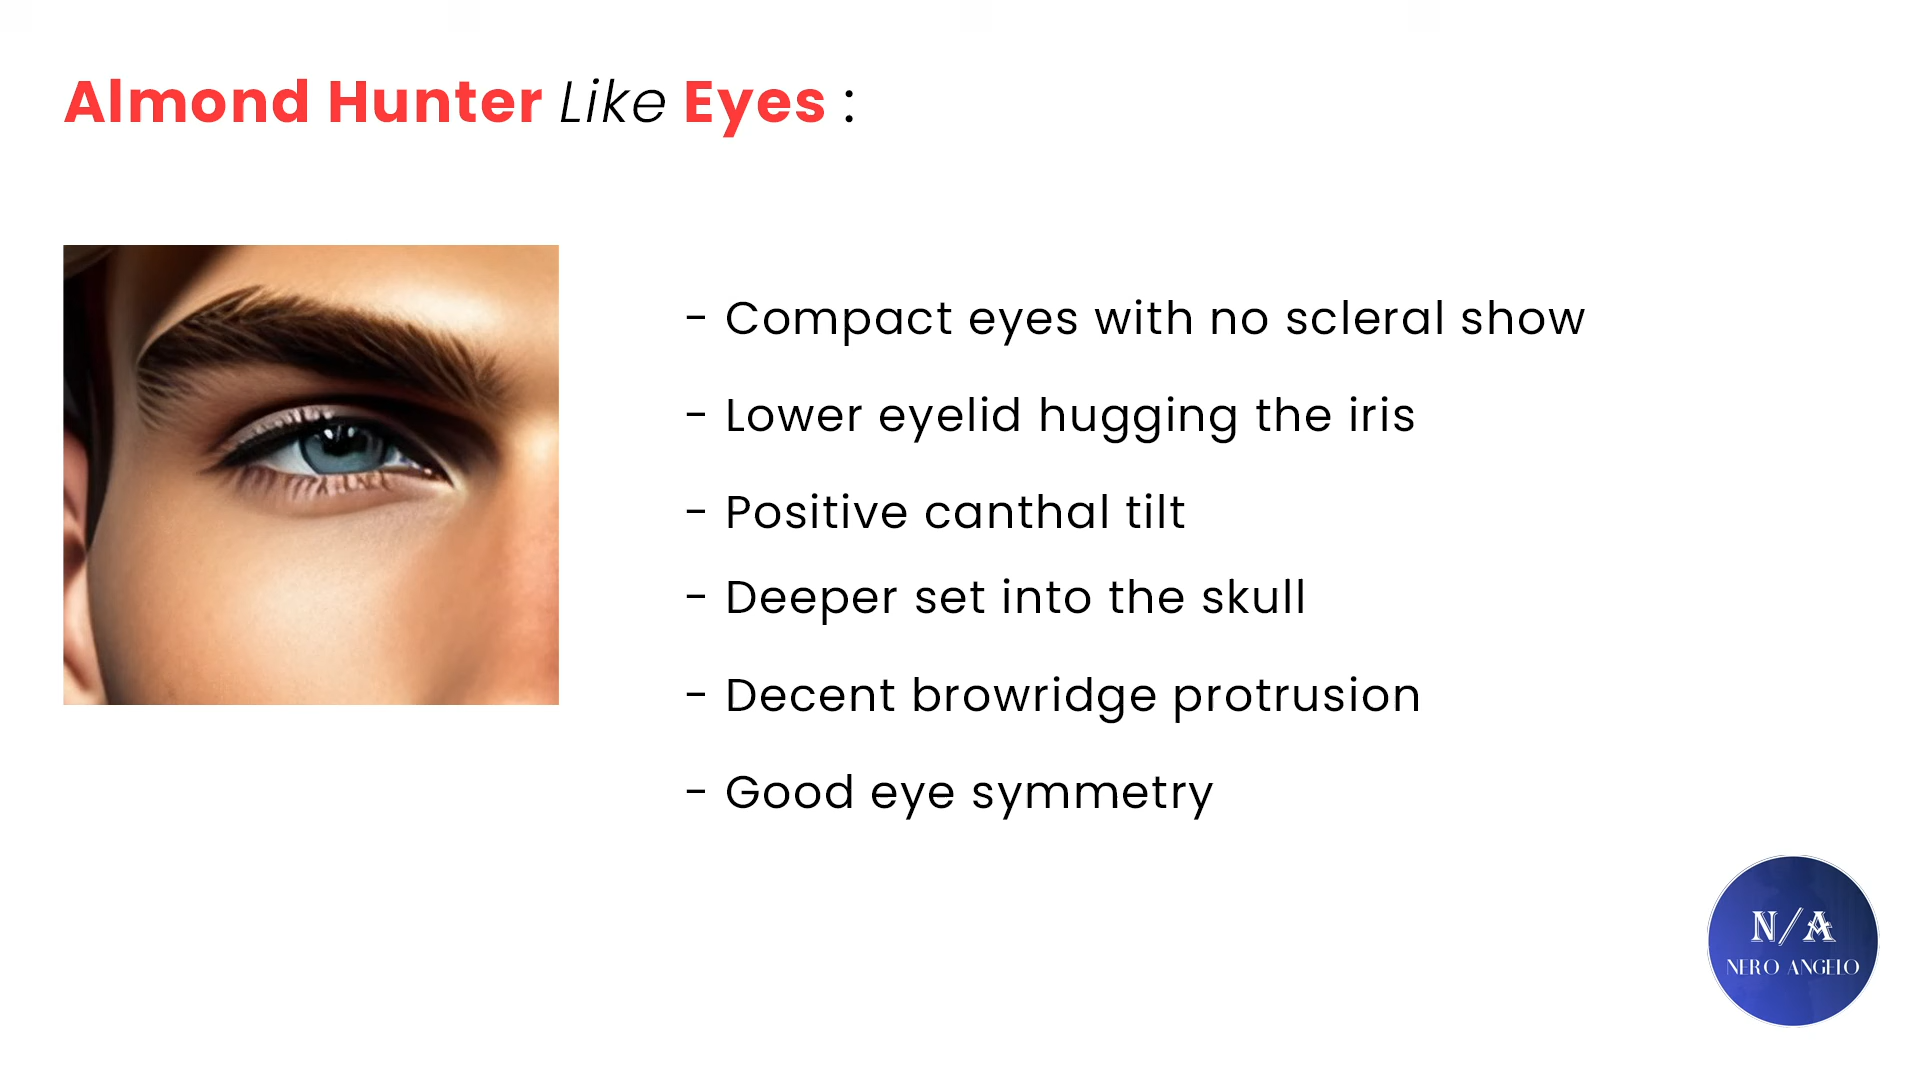 Almond Hunter Like Eyes :
- Compact eyes with no scleral show
- Lower eyelid hugging the iris
- Positive canthal tilt
- Deeper set into the skull
- Decent browridge protrusion
- Good eye symmetry
N/A
NERO ANGELO